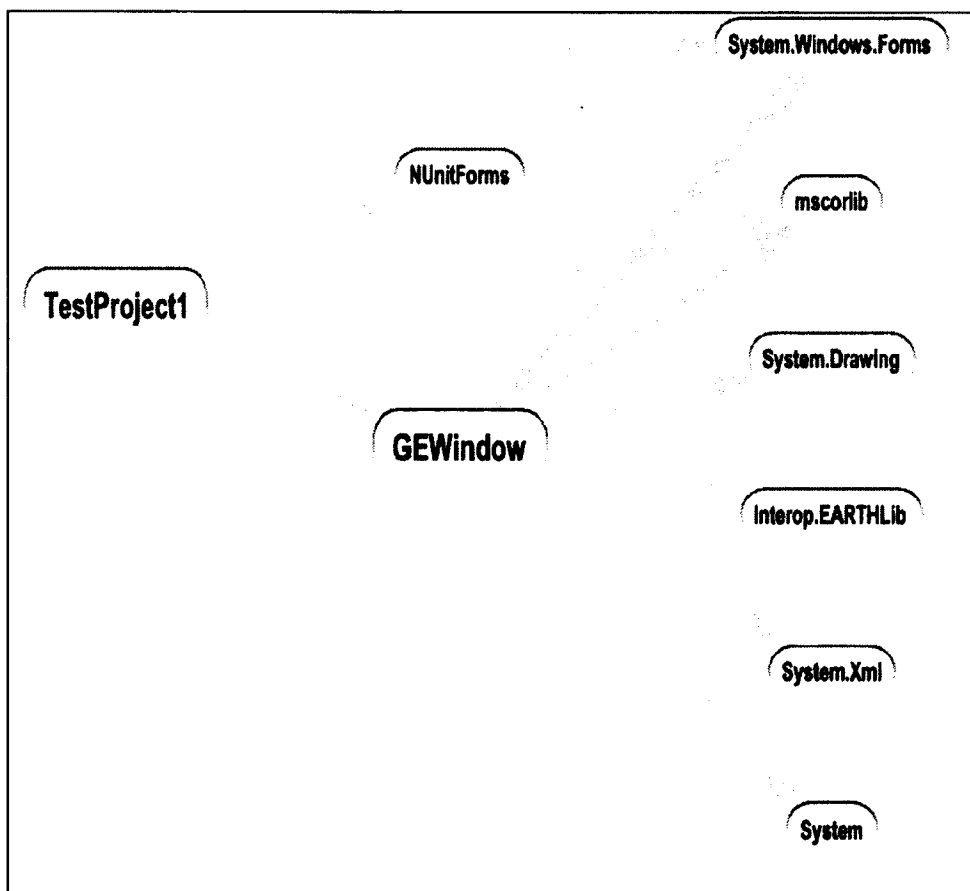 System.Windows.Forms
NUnitForms
mscorlib
TestProject1
System.Drawing
GEWindow
Interop.EARTHLib
System.Xml
System